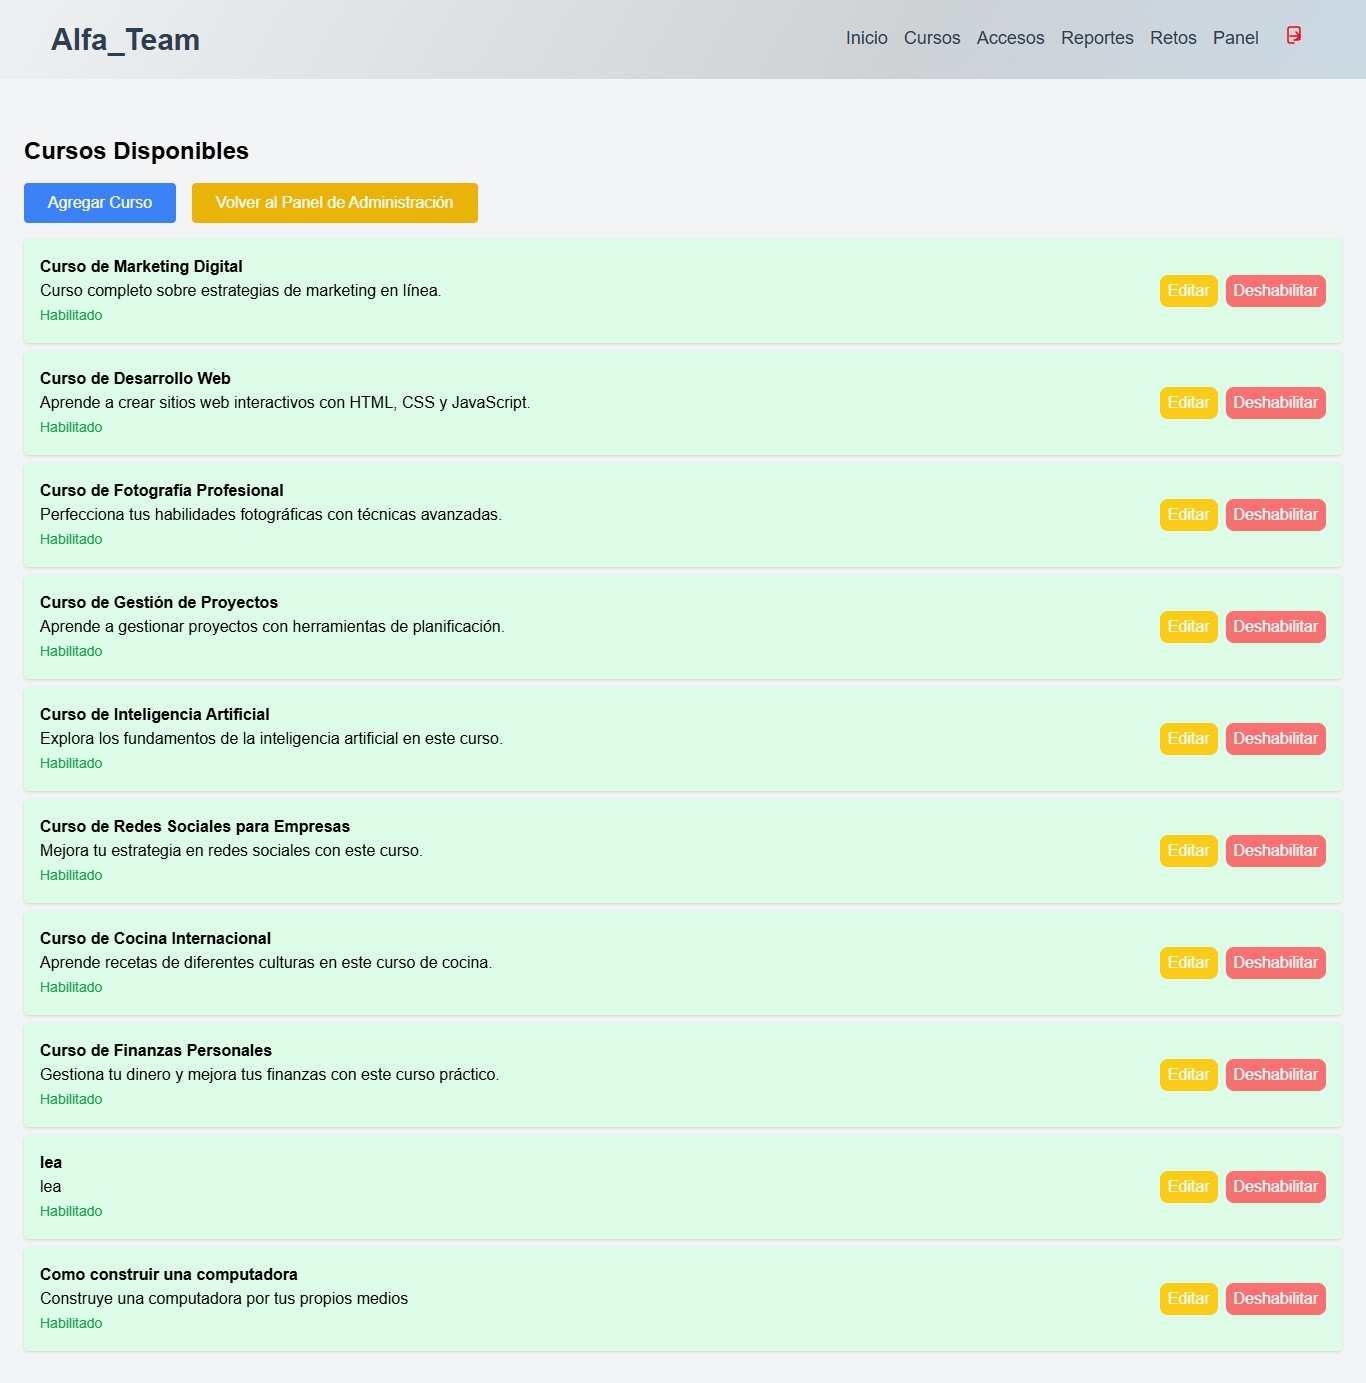 Alfa_Team
Inicio Cursos Accesos Reportes Retos Panel
Cursos Disponibles
Agregar Curso Volver al Panel de Administración
Curso de Marketing Digital
Curso completo sobre estrategias de marketing en línea.
Habilitado
Editar Deshabilitar
Curso de Desarrollo Web
Aprende a crear sitios web interactivos con HTML, CSS y JavaScript.
Habilitado
Editar Deshabilitar
Curso de Fotografía Profesional
Perfecciona tus habilidades fotográficas con técnicas avanzadas.
Habilitado
Editar Deshabilitar
Curso de Gestión de Proyectos
Aprende a gestionar proyectos con herramientas de planificación.
Habilitado
Editar Deshabilitar
Curso de Inteligencia Artificial
Explora los fundamentos de la inteligencia artificial en este curso.
Habilitado
Editar Deshabilitar
Curso de Redes Sociales para Empresas
Mejora tu estrategia en redes sociales con este curso.
Habilitado
Editar Deshabilitar
Curso de Cocina Internacional
Aprende recetas de diferentes culturas en este curso de cocina.
Habilitado
Editar Deshabilitar
Curso de Finanzas Personales
Gestiona tu dinero y mejora tus finanzas con este curso práctico.
Habilitado
Editar Deshabilitar
lea
lea
Habilitado
Editar Deshabilitar
Como construir una computadora
Construye una computadora por tus propios medios
Habilitado
Editar Deshabilitar